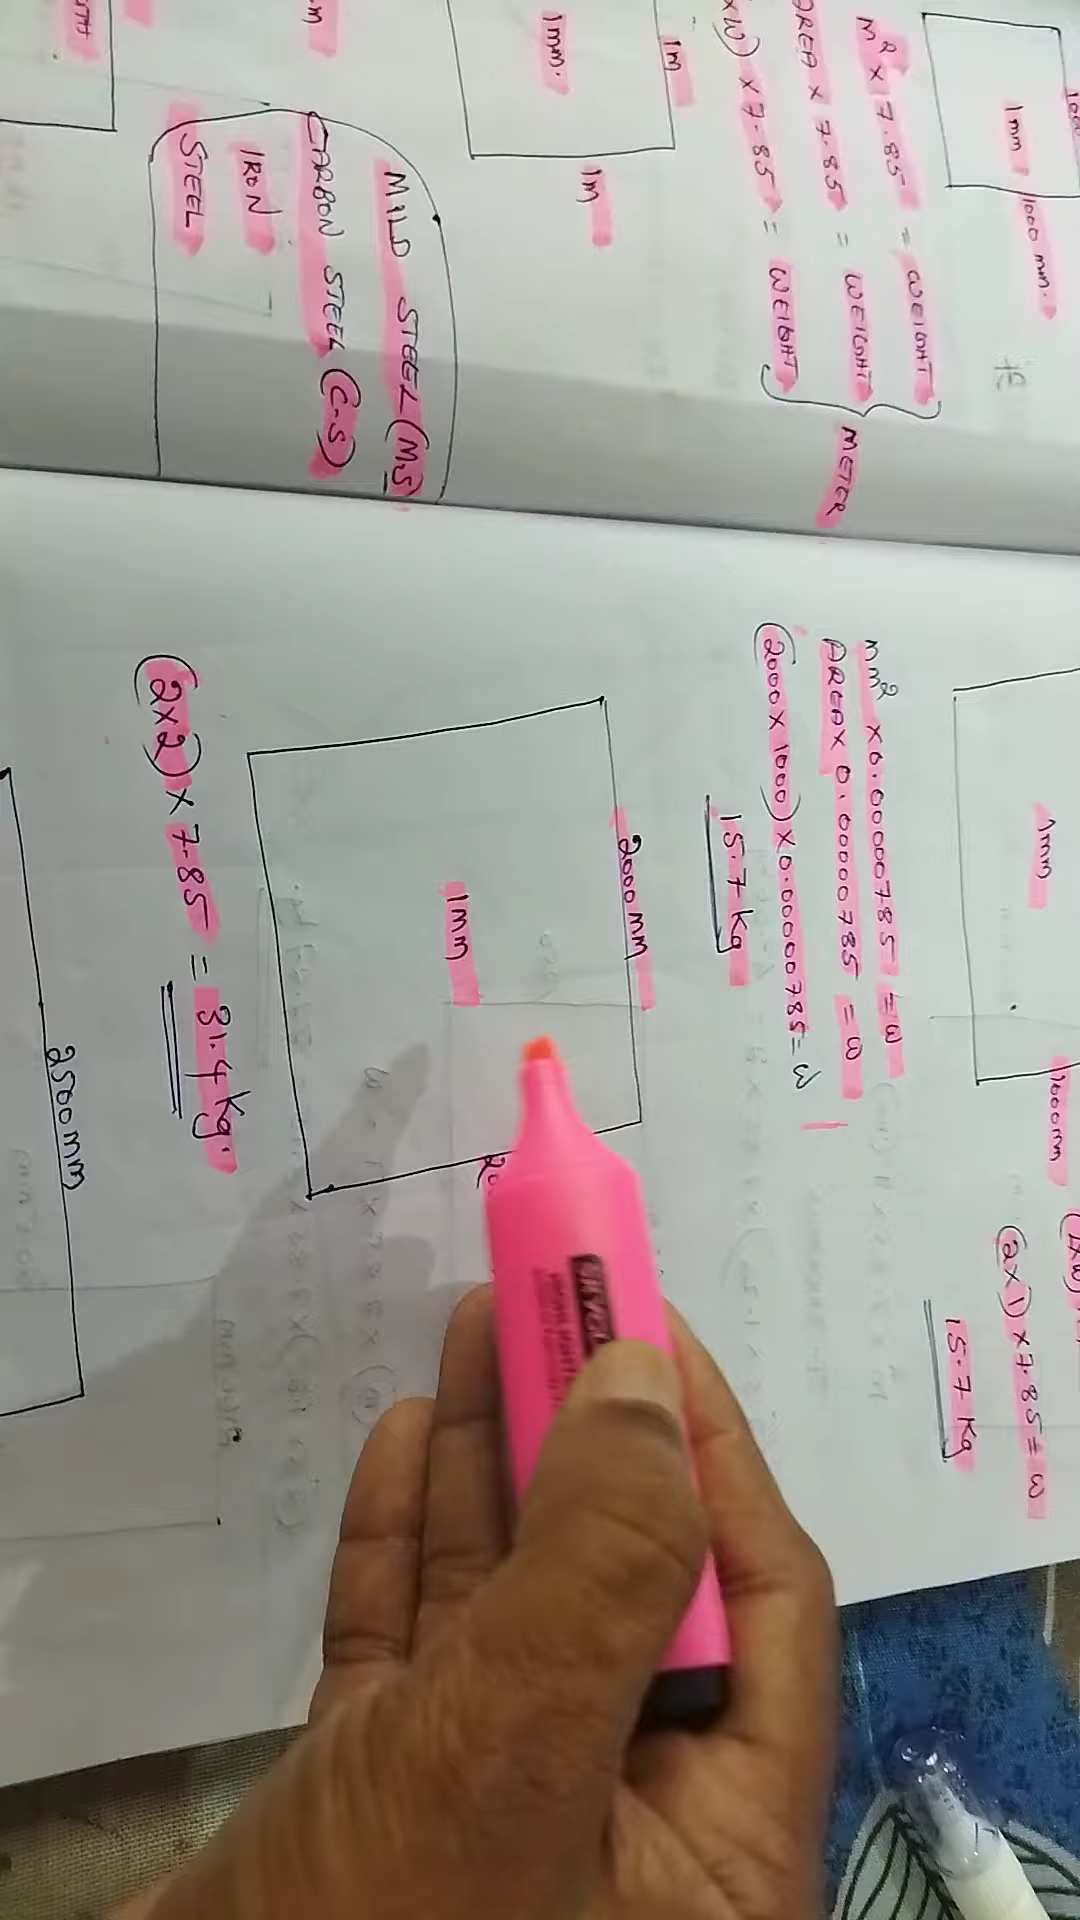 1mm
1000 mm.
M² × 7.85 = WEIGHT
AREA × 7.85 = WEIGHT
×W) × 7.85 = WEIGHT
METER
1m
1mm.
1m
MILD STEEL (M.S)
CARBON STEEL (C.S)
IRON
STEEL
1mm
1000mm
(2×1) × 7.85 = W
15.7 Kg
mm² × 0.00000785 = W
AREA × 0.00000785 = W
(2000 × 1000) × 0.00000785 = W
15.7 Kg
2000 mm
1mm
(2×2) × 7.85 = 31.4 Kg.
2500mm